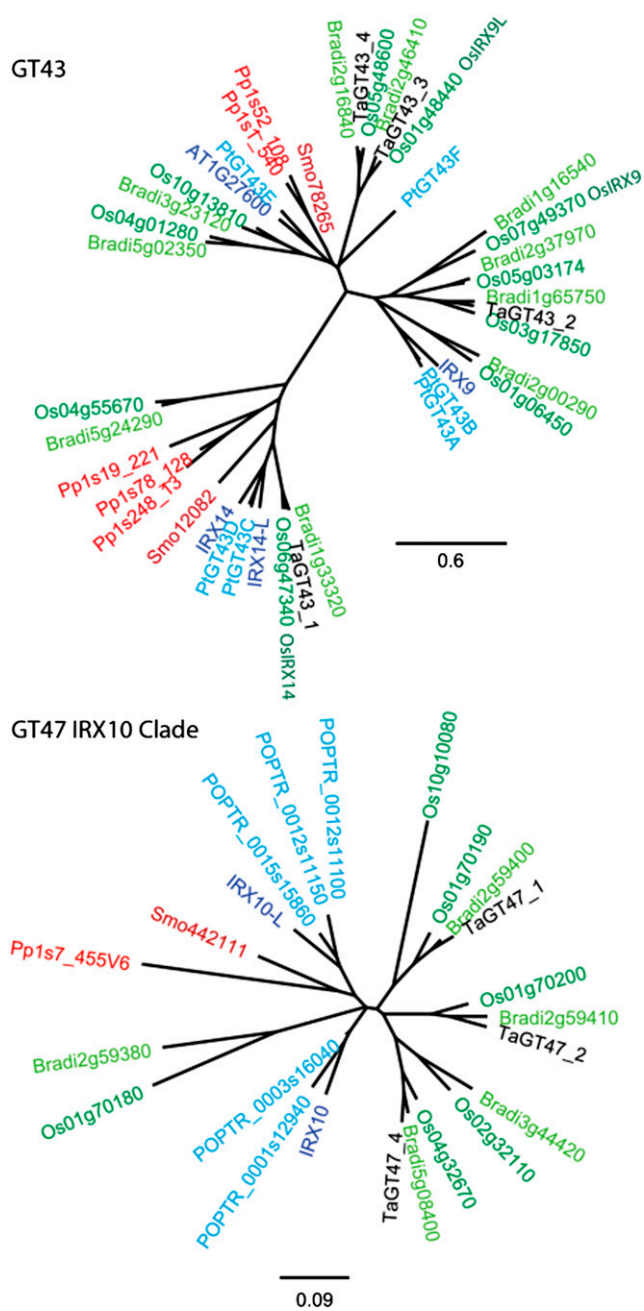 GT43
Bradi2g16840
TaGT43_4
Os05g48600
Bradi2g46410
TaGT43_3
Os01g48440 OsIRX9L
Pp1s52_108
Pp1s1_540
Smo78265
PtGT43E
AT1G27600
PtGT43F
Os10g13810
Bradi3g23120
Os04g01280
Bradi5g02350
Bradi1g16540
Os07g49370 OsIRX9
Bradi2g37970
Os05g03174
Bradi1g65750
TaGT43_2
Os03g17850
Bradi2g00290
Os01g06450
IRX9
PtGT43B
PtGT43A
Os04g55670
Bradi5g24290
Pp1s19_221
Pp1s78_128
Pp1s248_13
Smo12082
IRX14
PtGT43D
PtGT43C
IRX14-L
Os06g47340 OsIRX14
TaGT43_1
Bradi1g33320
0.6
GT47 IRX10 Clade
POPTR_0012s11100
POPTR_0012s11150
POPTR_0015s15860
IRX10-L
Smo442111
Pp1s7_455V6
Os10g10080
Os01g70190
Bradi2g59400
TaGT47_1
Os01g70200
Bradi2g59410
TaGT47_2
Bradi2g59380
Os01g70180
POPTR_0003s16040
POPTR_0001s12940
IRX10
Bradi3g44420
Os02g32110
Os04g32670
Bradi5g08400
TaGT47_4
0.09